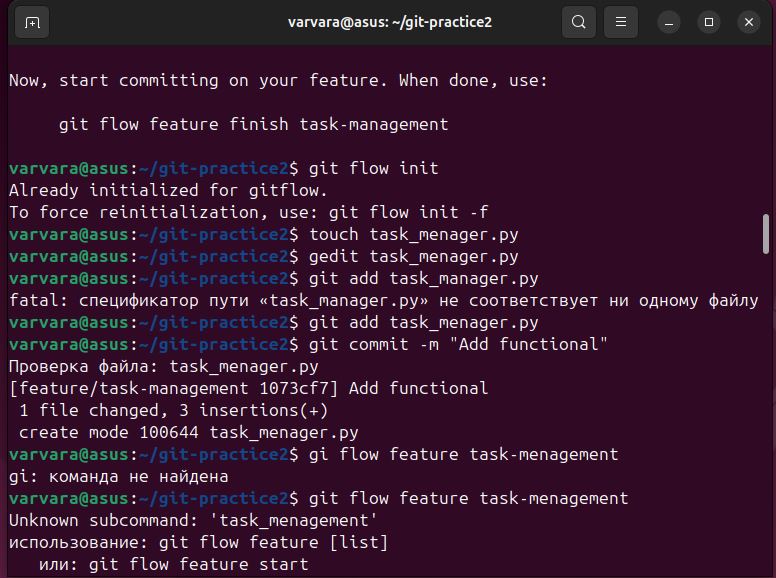 varvara@asus: ~/git-practice2
Now, start committing on your feature. When done, use:
git flow feature finish task-management
varvara@asus:~/git-practice2$ git flow init
Already initialized for gitflow.
To force reinitialization, use: git flow init -f
varvara@asus:~/git-practice2$ touch task_menager.py
varvara@asus:~/git-practice2$ gedit task_menager.py
varvara@asus:~/git-practice2$ git add task_manager.py
fatal: спецификатор пути «task_manager.py» не соответствует ни одному файлу
varvara@asus:~/git-practice2$ git add task_menager.py
varvara@asus:~/git-practice2$ git commit -m "Add functional"
Проверка файла: task_menager.py
[feature/task-management 1073cf7] Add functional
1 file changed, 3 insertions(+)
create mode 100644 task_menager.py
varvara@asus:~/git-practice2$ gi flow feature task-menagement
gi: команда не найдена
varvara@asus:~/git-practice2$ git flow feature task-menagement
Unknown subcommand: 'task_menagement'
использование: git flow feature [list]
или: git flow feature start